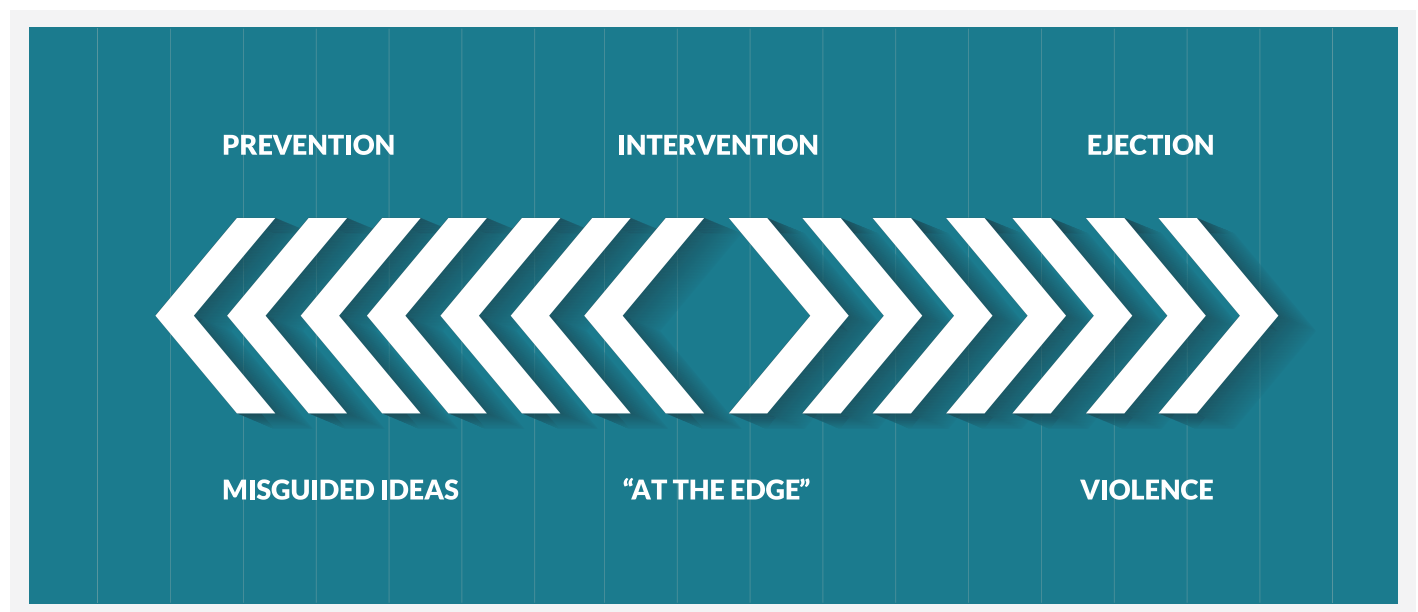 PREVENTION INTERVENTION EJECTION
MISGUIDED IDEAS “AT THE EDGE” VIOLENCE